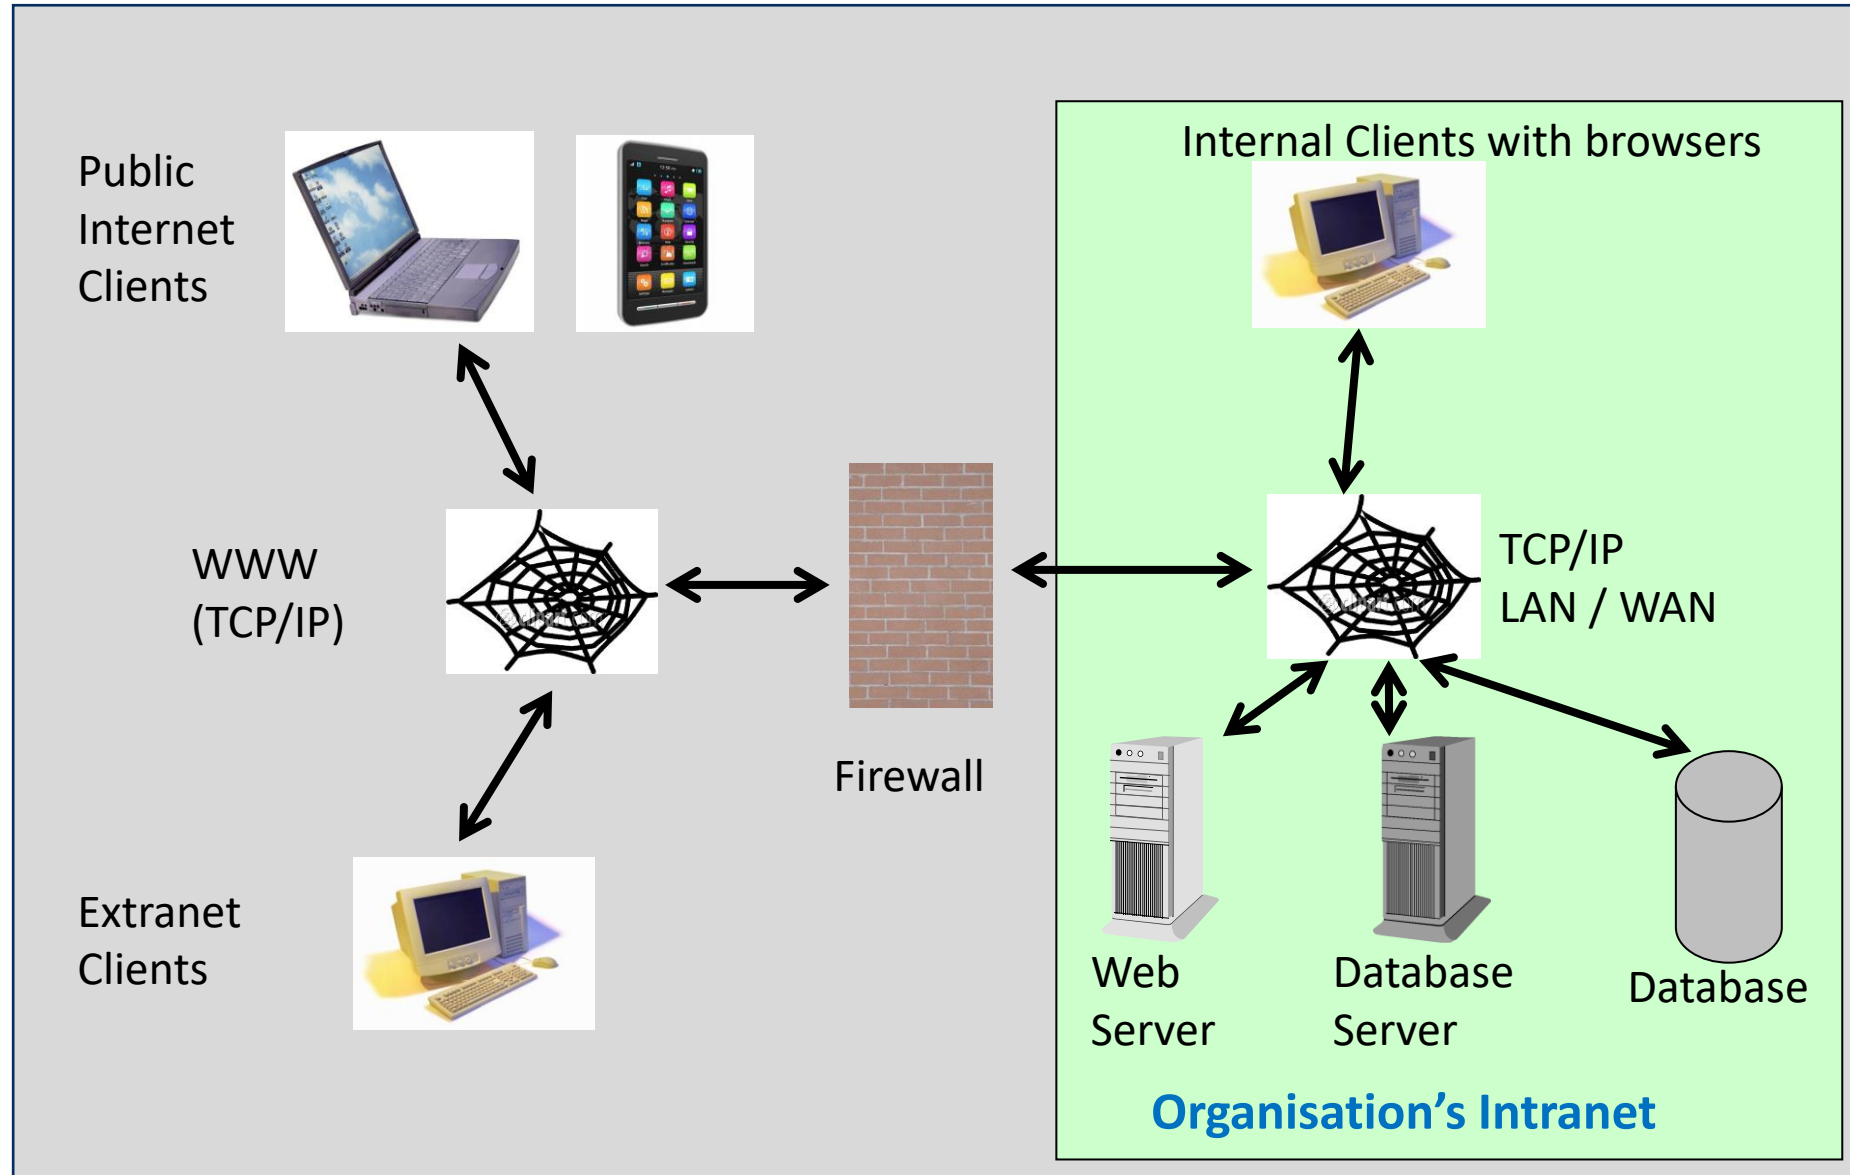 Public
Internet
Clients
Internal Clients with browsers
WWW
(TCP/IP)
TCP/IP
LAN / WAN
Firewall
Extranet
Clients
Web
Server
Database
Server
Database
Organisation’s Intranet